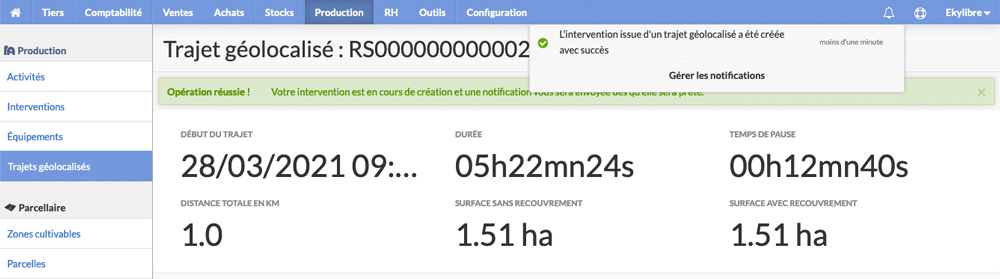 Tiers Comptabilité Ventes Achats Stocks Production RH Outils Configuration Ekylibre
Production
Activités
Interventions
Équipements
Trajets géolocalisés
Parcellaire
Zones cultivables
Parcelles
Trajet géolocalisé : RS000000000002
L'intervention issue d'un trajet géolocalisé a été créée
avec succès
moins d'une minute
Gérer les notifications
Opération réussie ! Votre intervention est en cours de création et une notification vous sera envoyée dès qu'elle sera prête.
DÉBUT DU TRAJET
28/03/2021 09:...
DURÉE
05h22mn24s
TEMPS DE PAUSE
00h12mn40s
DISTANCE TOTALE EN KM
1.0
SURFACE SANS RECOUVREMENT
1.51 ha
SURFACE AVEC RECOUVREMENT
1.51 ha